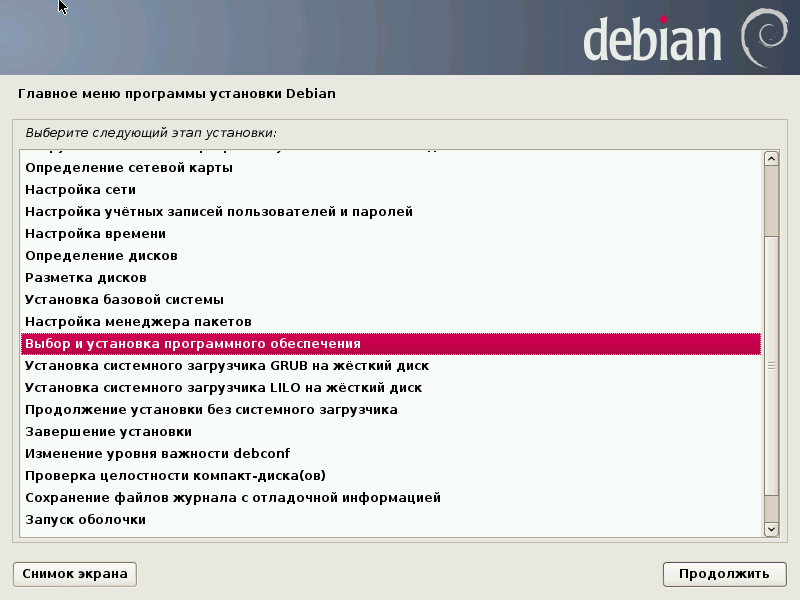 debian
Главное меню программы установки Debian
Выберите следующий этап установки:
Определение сетевой карты
Настройка сети
Настройка учётных записей пользователей и паролей
Настройка времени
Определение дисков
Разметка дисков
Установка базовой системы
Настройка менеджера пакетов
Выбор и установка программного обеспечения
Установка системного загрузчика GRUB на жёсткий диск
Установка системного загрузчика LILO на жёсткий диск
Продолжение установки без системного загрузчика
Завершение установки
Изменение уровня важности debconf
Проверка целостности компакт-диска(ов)
Сохранение файлов журнала с отладочной информацией
Запуск оболочки
Снимок экрана
Продолжить